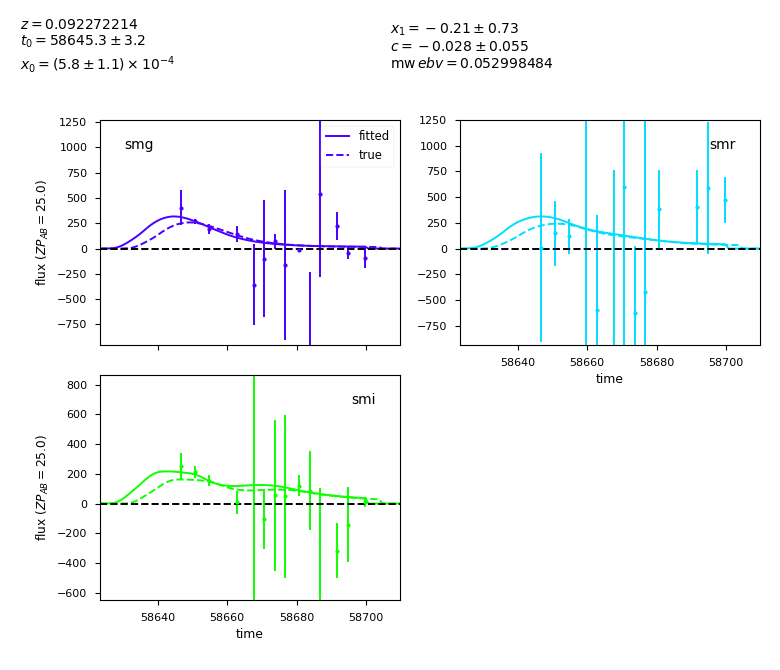 z = 0.092272214
t₀ = 58645.3 ± 3.2
x₀ = (5.8 ± 1.1) × 10⁻⁴
x₁ = −0.21 ± 0.73
c = −0.028 ± 0.055
mw ebv = 0.052998484
smg
fitted
true
1250
1000
750
500
250
0
−250
−500
−750
flux (ZP_AB = 25.0)
smr
1250
1000
750
500
250
0
−250
−500
−750
58640 58660 58680 58700
time
smi
800
600
400
200
0
−200
−400
−600
flux (ZP_AB = 25.0)
58640 58660 58680 58700
time